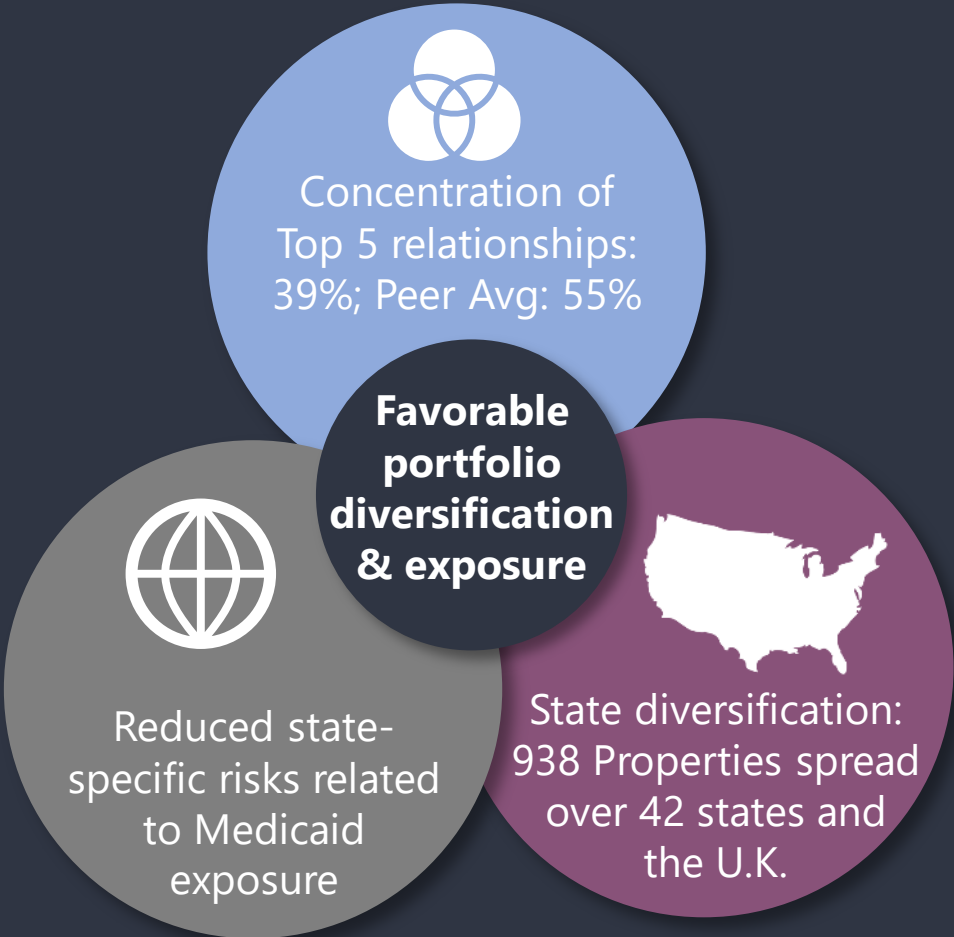 Concentration of
Top 5 relationships:
39%; Peer Avg: 55%
Favorable
portfolio
diversification
& exposure
Reduced state-
specific risks related
to Medicaid
exposure
State diversification:
938 Properties spread
over 42 states and
the U.K.